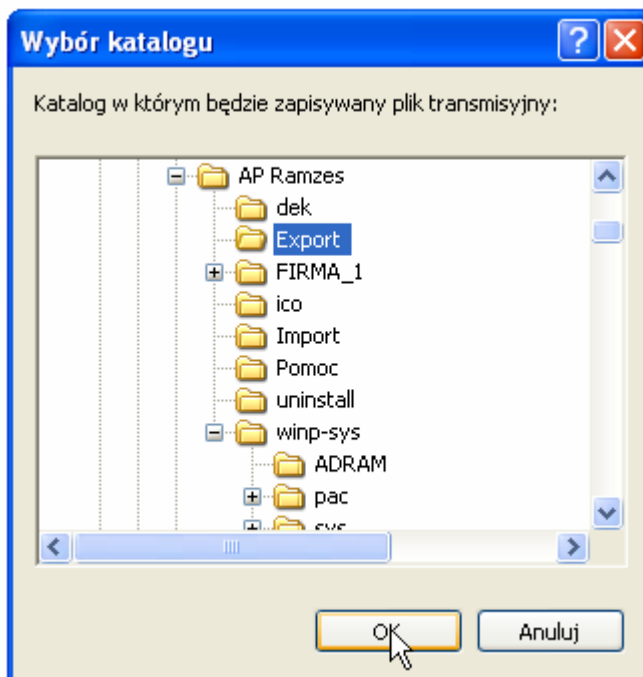 Wybór katalogu
Katalog w którym będzie zapisywany plik transmisyjny:
AP Ramzes
dek
Export
FIRMA_1
ico
Import
Pomoc
uninstall
winp-sys
ADRAM
pac
sys
OK
Anuluj